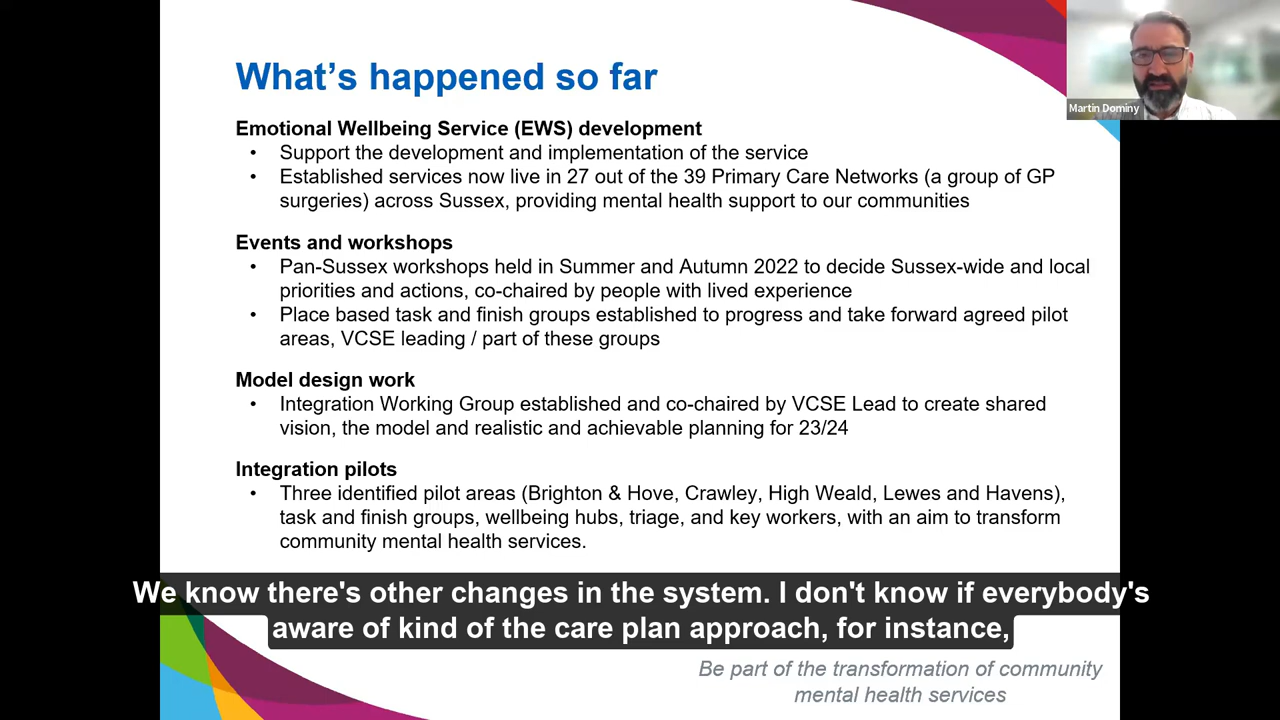 What's happened so far
Martin Dominy
Emotional Wellbeing Service (EWS) development
• Support the development and implementation of the service
• Established services now live in 27 out of the 39 Primary Care Networks (a group of GP
surgeries) across Sussex, providing mental health support to our communities
Events and workshops
• Pan-Sussex workshops held in Summer and Autumn 2022 to decide Sussex-wide and local
priorities and actions, co-chaired by people with lived experience
• Place based task and finish groups established to progress and take forward agreed pilot
areas, VCSE leading / part of these groups
Model design work
• Integration Working Group established and co-chaired by VCSE Lead to create shared
vision, the model and realistic and achievable planning for 23/24
Integration pilots
• Three identified pilot areas (Brighton & Hove, Crawley, High Weald, Lewes and Havens),
task and finish groups, wellbeing hubs, triage, and key workers, with an aim to transform
community mental health services.
We know there's other changes in the system. I don't know if everybody's
aware of kind of the care plan approach, for instance,
Be part of the transformation of community
mental health services